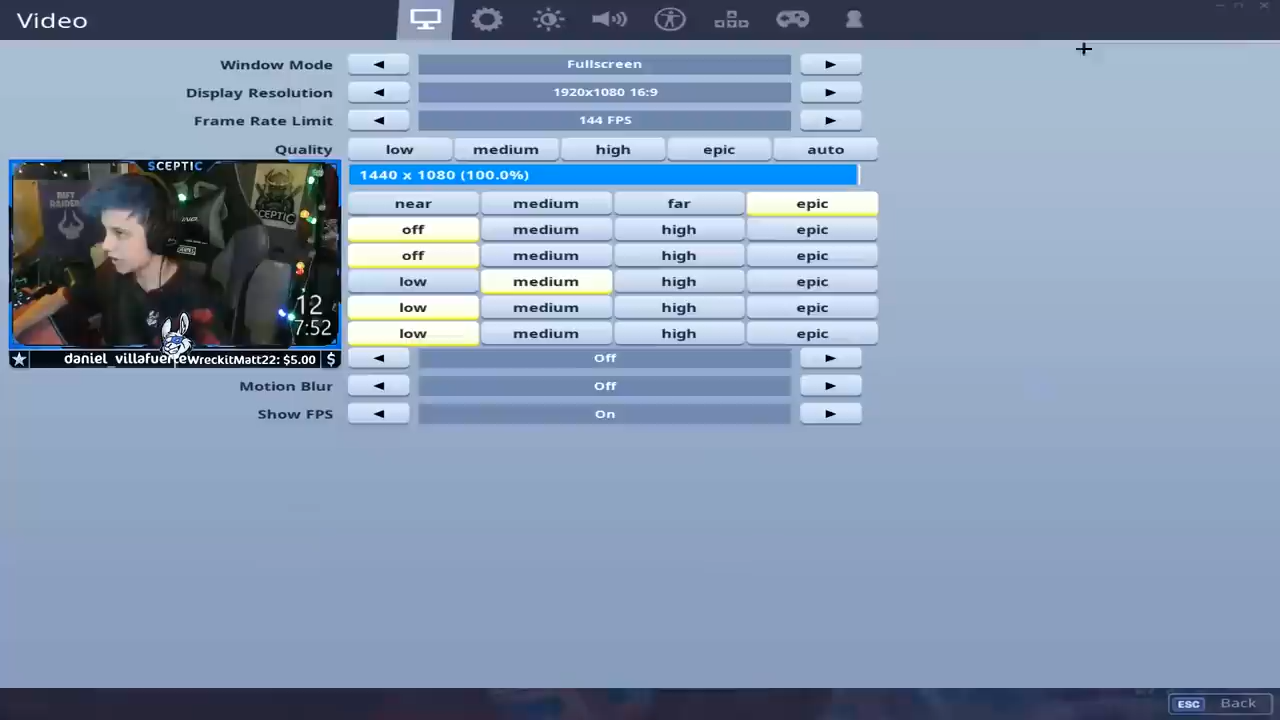 Video
Window Mode ◄ Fullscreen ►
Display Resolution ◄ 1920x1080 16:9 ►
Frame Rate Limit ◄ 144 FPS ►
Quality low medium high epic auto
1440 x 1080 (100.0%)
near medium far epic
off medium high epic
off medium high epic
low medium high epic
low medium high epic
low medium high epic
◄ Off ►
Motion Blur ◄ Off ►
Show FPS ◄ On ►
SCEPTIC
RIFT
RAIDERS
SCEPTIC
12
7:52
daniel_villafuerte WreckitMatt22: $5.00 $
ESC Back